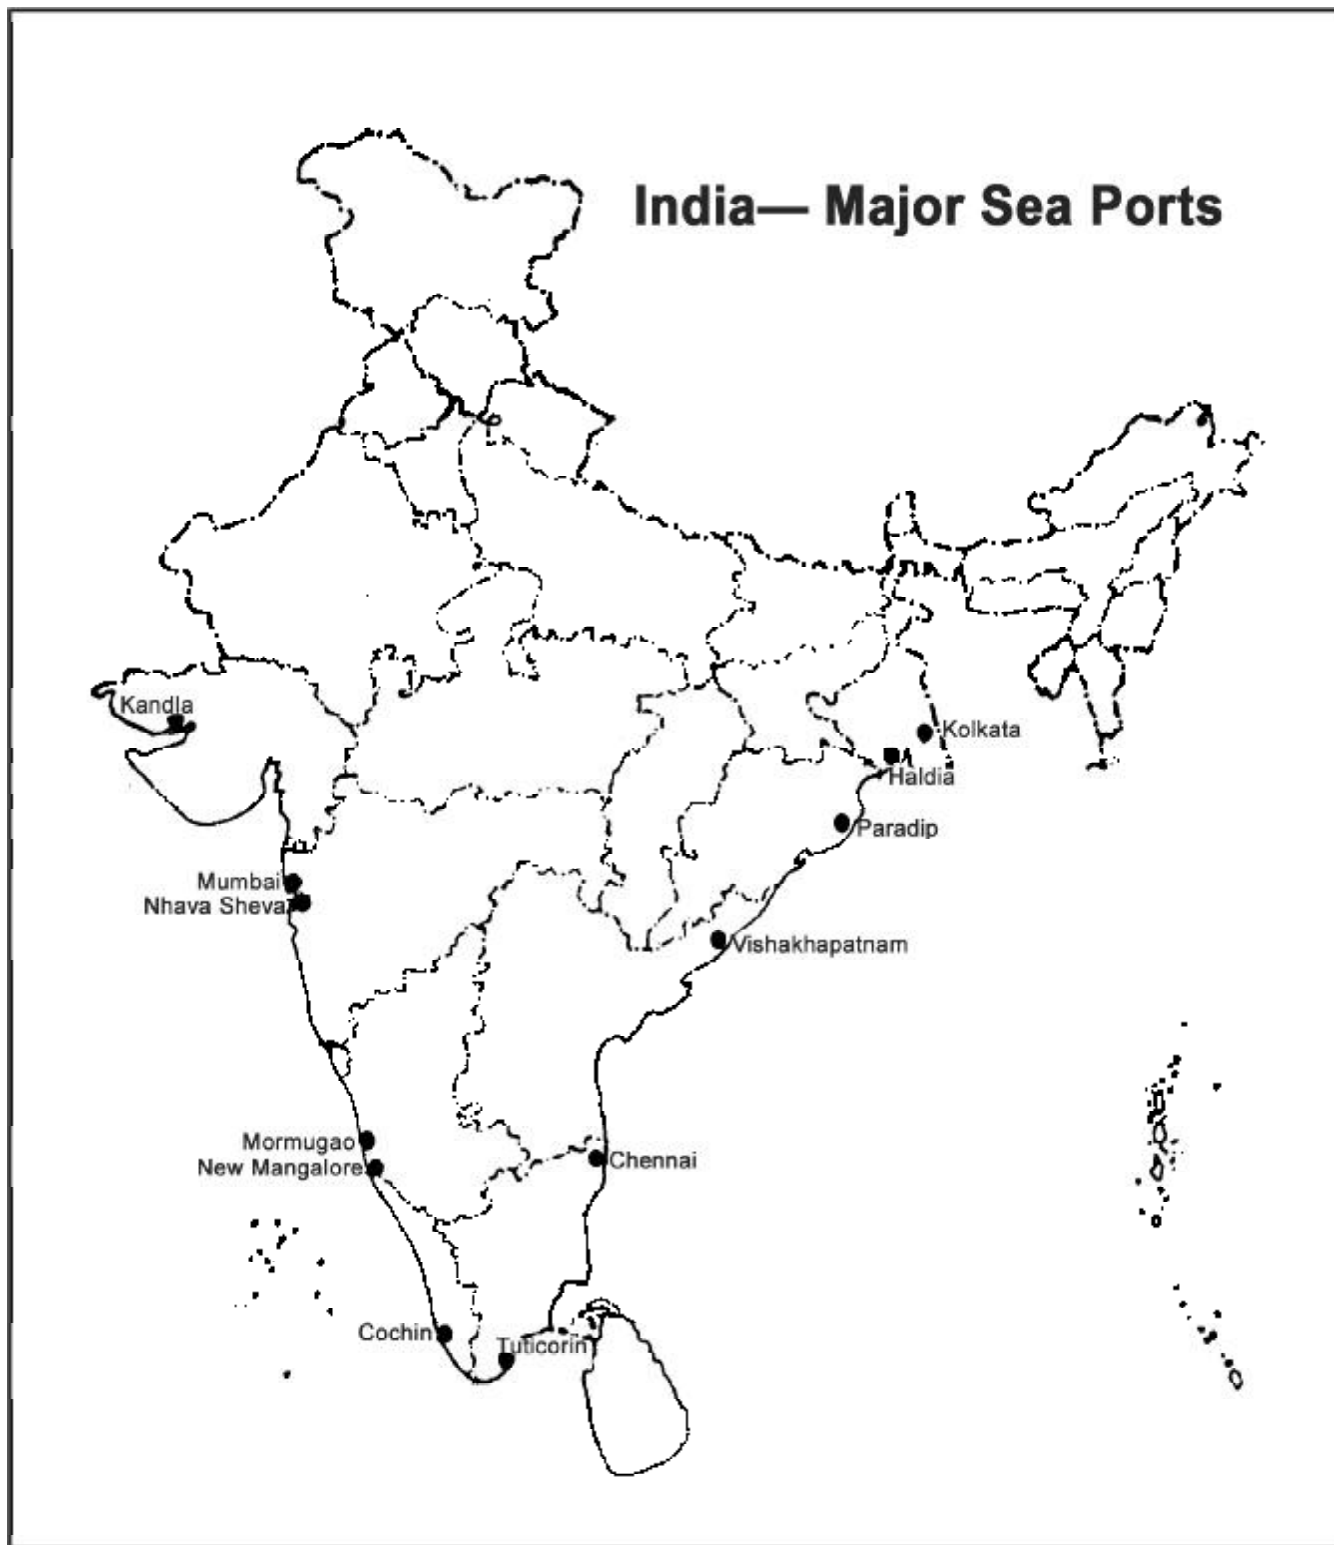 India— Major Sea Ports
Kandla
Kolkata
Haldia
Paradip
Mumbai
Nhava Sheva
Vishakhapatnam
Mormugao
New Mangalore
Chennai
Cochin
Tuticorin